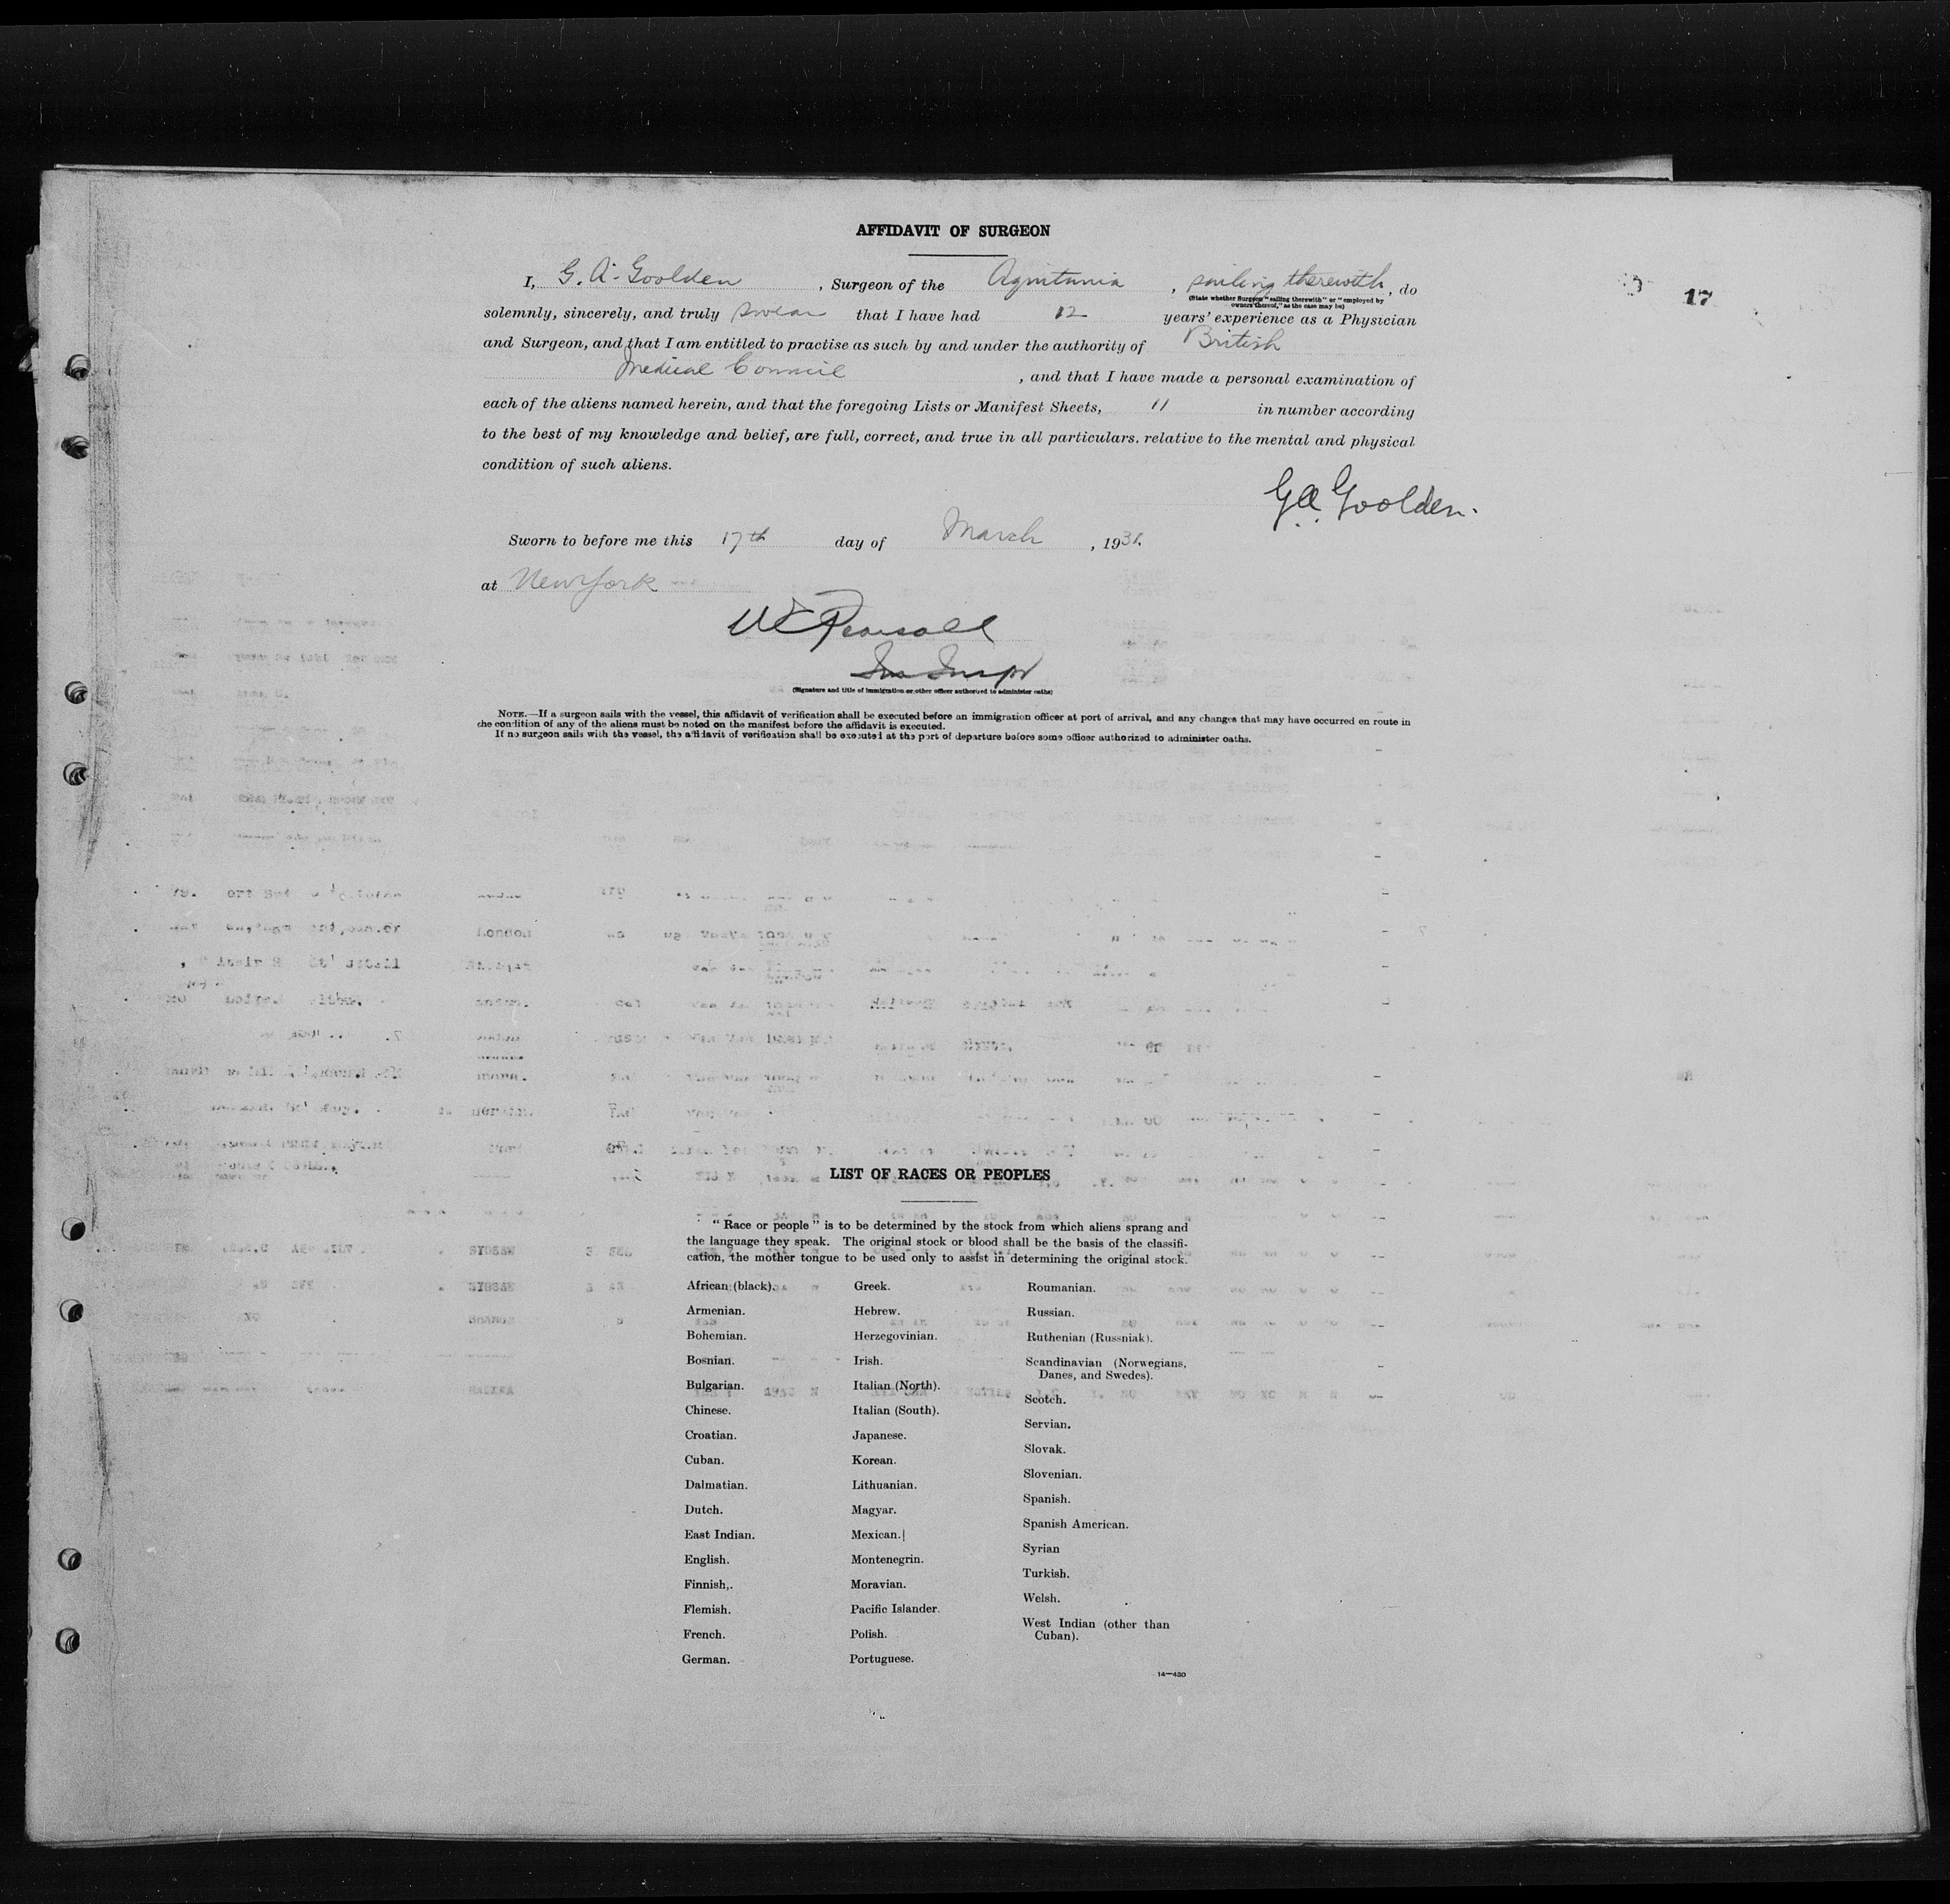 AFFIDAVIT OF SURGEON
17
I, G. A. Goolden, Surgeon of the Aquitania, sailing therewith, do
(State whether Surgeon "sailing therewith" or "employed by
owners thereof," as the case may be)
solemnly, sincerely, and truly swear that I have had 12 years' experience as a Physician
and Surgeon, and that I am entitled to practise as such by and under the authority of British
Medical Council, and that I have made a personal examination of
each of the aliens named herein, and that the foregoing Lists or Manifest Sheets, 11 in number according
to the best of my knowledge and belief, are full, correct, and true in all particulars, relative to the mental and physical
condition of such aliens.
G A Goolden.
Sworn to before me this 17th day of March, 193
at New York
(Signature and title of immigration or other officer authorized to administer oaths)
NOTE.—If a surgeon sails with the vessel, this affidavit of verification shall be executed before an immigration officer at port of arrival, and any changes that may have occurred en route in
the condition of any of the aliens must be noted on the manifest before the affidavit is executed.
If no surgeon sails with the vessel, the affidavit of verification shall be executed at the port of departure before some officer authorized to administer oaths.
LIST OF RACES OR PEOPLES
"Race or people" is to be determined by the stock from which aliens sprang and
the language they speak. The original stock or blood shall be the basis of the classifi-
cation, the mother tongue to be used only to assist in determining the original stock.
African (black).
Armenian.
Bohemian.
Bosnian.
Bulgarian.
Chinese.
Croatian.
Cuban.
Dalmatian.
Dutch.
East Indian.
English.
Finnish.
Flemish.
French.
German.
Greek.
Hebrew.
Herzegovinian.
Irish.
Italian (North).
Italian (South).
Japanese.
Korean.
Lithuanian.
Magyar.
Mexican.
Montenegrin.
Moravian.
Pacific Islander.
Polish.
Portuguese.
Roumanian.
Russian.
Ruthenian (Russniak).
Scandinavian (Norwegians,
Danes, and Swedes).
Scotch.
Servian.
Slovak.
Slovenian.
Spanish.
Spanish American.
Syrian
Turkish.
Welsh.
West Indian (other than
Cuban).
14—430